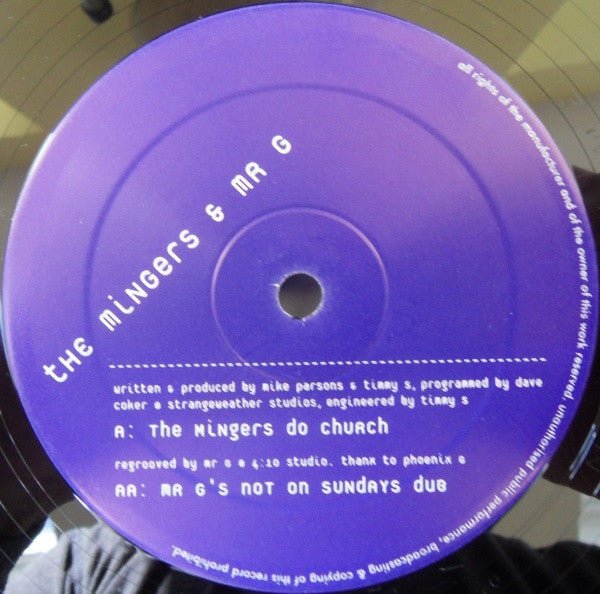 the mingers & mr g
written & produced by mike parsons & timmy s, programmed by dave
coker @ strangeweather studios, engineered by timmy s
A: The Mingers do church
regrooved by mr g @ 4:20 studio. thanx to phoenix g
AA: MR G'S NOT ON SUNDAYS DUB
all rights of the manufacturer and of the owner of this work reserved. unauthorised public performance, broadcasting & copying of this record prohibited.